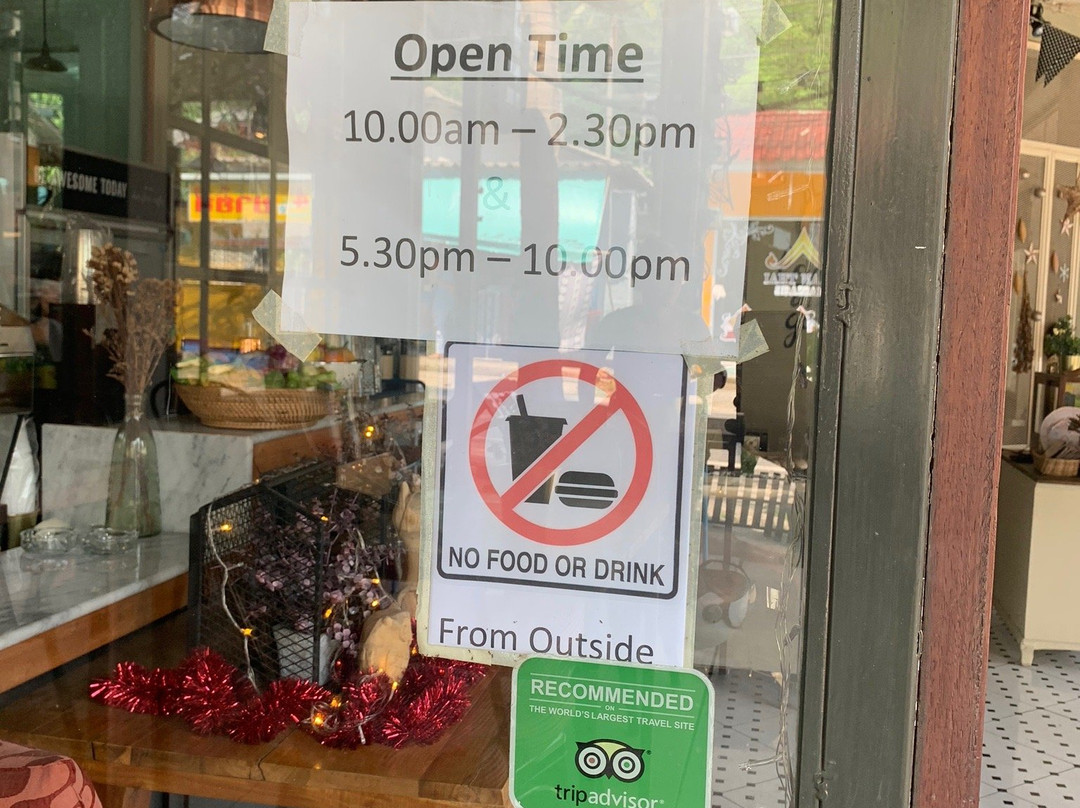 Open Time
10.00am – 2.30pm
&
5.30pm – 10.00pm
NO FOOD OR DRINK
From Outside
RECOMMENDED
ON
THE WORLD'S LARGEST TRAVEL SITE
tripadvisor®
WESOME TODAY